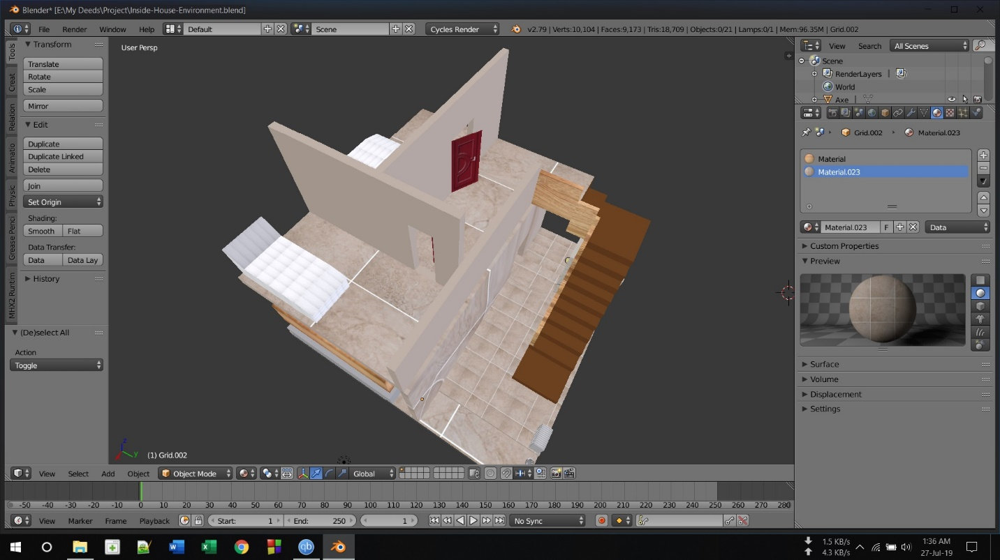 Blender* [E:\My Deeds\Project\Inside-House-Environment.blend]
File Render Window Help Default Scene Cycles Render v2.79 | Verts:10,104 | Faces:9,173 | Tris:18,709 | Objects:0/21 | Lamps:0/1 | Mem:96.35M | Grid.002
Tools
Creat
Relation
Animatio
Physic
Grease Penci
MHX2 Runtim
Transform
Translate
Rotate
Scale
Mirror
Edit
Duplicate
Duplicate Linked
Delete
Join
Set Origin
Shading:
Smooth Flat
Data Transfer:
Data Data Lay
History
(De)select All
Action
Toggle
User Persp
z
y
(1) Grid.002
View Select Add Object Object Mode Global
View Search All Scenes
Scene
RenderLayers
World
Axe
Grid.002 Material.023
Material
Material.023
Material.023 F Data
Custom Properties
Preview
Surface
Volume
Displacement
Settings
-50 -40 -30 -20 -10 0 10 20 30 40 50 60 70 80 90 100 110 120 130 140 150 160 170 180 190 200 210 220 230 240 250 260 270 280
View Marker Frame Playback Start: 1 End: 250 1 No Sync
1.5 KB/s
4.3 KB/s
1:36 AM
27-Jul-19